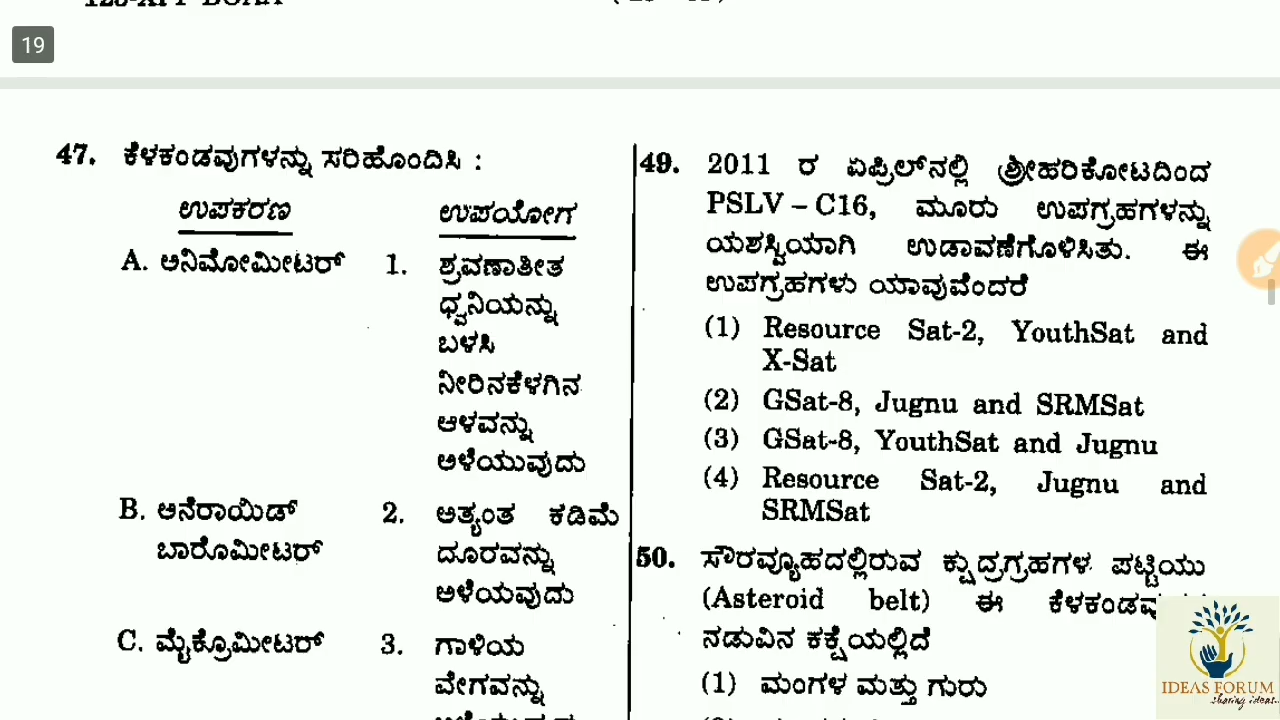 19
47. ಕೆಳಕಂಡವುಗಳನ್ನು ಸರಿಹೊಂದಿಸಿ :
ಉಪಕರಣ ಉಪಯೋಗ
A. ಅನಿಮೋಮೀಟರ್ 1. ಶ್ರವಣಾತೀತ
ಧ್ವನಿಯನ್ನು
ಬಳಸಿ
ನೀರಿನಕೆಳಗಿನ
ಆಳವನ್ನು
ಅಳೆಯುವುದು
B. ಅನೆರಾಯಿಡ್ 2. ಅತ್ಯಂತ ಕಡಿಮೆ
ಬಾರೊಮೀಟರ್ ದೂರವನ್ನು
ಅಳೆಯವುದು
C. ಮೈಕ್ರೊಮೀಟರ್ 3. ಗಾಳಿಯ
ವೇಗವನ್ನು
49. 2011 ರ ಏಪ್ರಿಲ್‌ನಲ್ಲಿ ಶ್ರೀಹರಿಕೋಟದಿಂದ
PSLV – C16, ಮೂರು ಉಪಗ್ರಹಗಳನ್ನು
ಯಶಸ್ವಿಯಾಗಿ ಉಡಾವಣೆಗೊಳಿಸಿತು. ಈ
ಉಪಗ್ರಹಗಳು ಯಾವುವೆಂದರೆ
(1) Resource Sat-2, YouthSat and
X-Sat
(2) GSat-8, Jugnu and SRMSat
(3) GSat-8, YouthSat and Jugnu
(4) Resource Sat-2, Jugnu and
SRMSat
50. ಸೌರವ್ಯೂಹದಲ್ಲಿರುವ ಕ್ಷುದ್ರಗ್ರಹಗಳ ಪಟ್ಟಿಯು
(Asteroid belt) ಈ
ನಡುವಿನ ಕಕ್ಷೆಯಲ್ಲಿದೆ
(1) ಮಂಗಳ ಮತ್ತು ಗುರು
IDEAS FORUM
sharing ideas